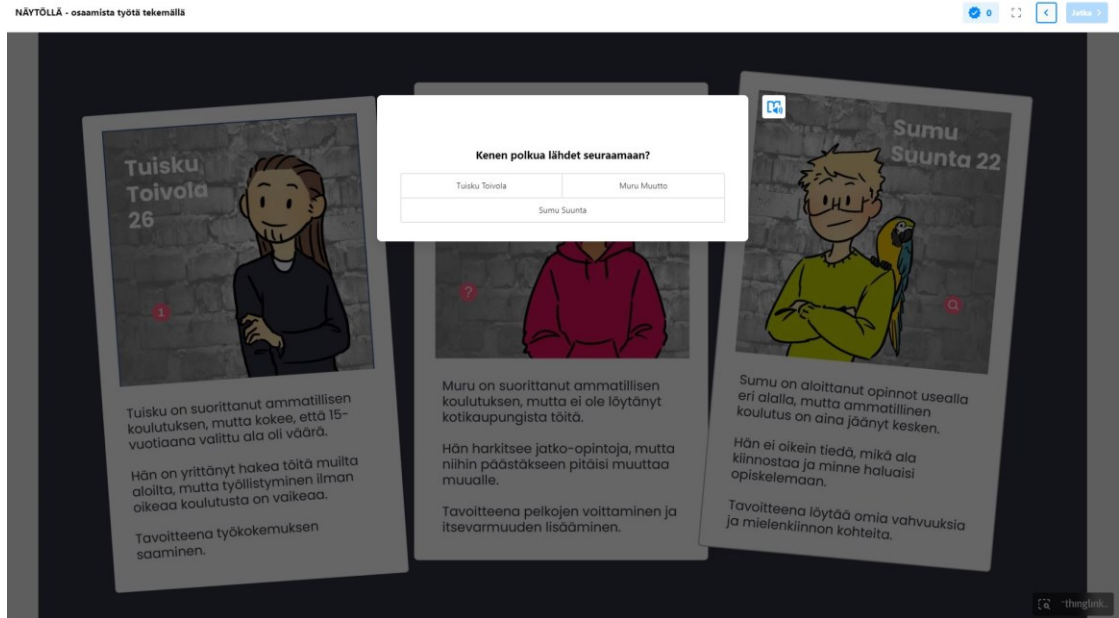 NÄYTÖLLÄ - osaamista työtä tekemällä
0
Jatka
Kenen polkua lähdet seuraamaan?
Tuisku Toivola
Muru Muutto
Sumu Suunta
Tuisku
Toivola
26
1
Tuisku on suorittanut ammatillisen
koulutuksen, mutta kokee, että 15-
vuotiaana valittu ala oli väärä.
Hän on yrittänyt hakea töitä muilta
aloilta, mutta työllistyminen ilman
oikeaa koulutusta on vaikeaa.
Tavoitteena työkokemuksen
saaminen.
?
Muru on suorittanut ammatillisen
koulutuksen, mutta ei ole löytänyt
kotikaupungista töitä.
Hän harkitsee jatko-opintoja, mutta
niihin päästäkseen pitäisi muuttaa
muualle.
Tavoitteena pelkojen voittaminen ja
itsevarmuuden lisääminen.
Sumu
Suunta 22
Sumu on aloittanut opinnot usealla
eri alalla, mutta ammatillinen
koulutus on aina jäänyt kesken.
Hän ei oikein tiedä, mikä ala
kiinnostaa ja minne haluaisi
opiskelemaan.
Tavoitteena löytää omia vahvuuksia
ja mielenkiinnon kohteita.
thinglink..